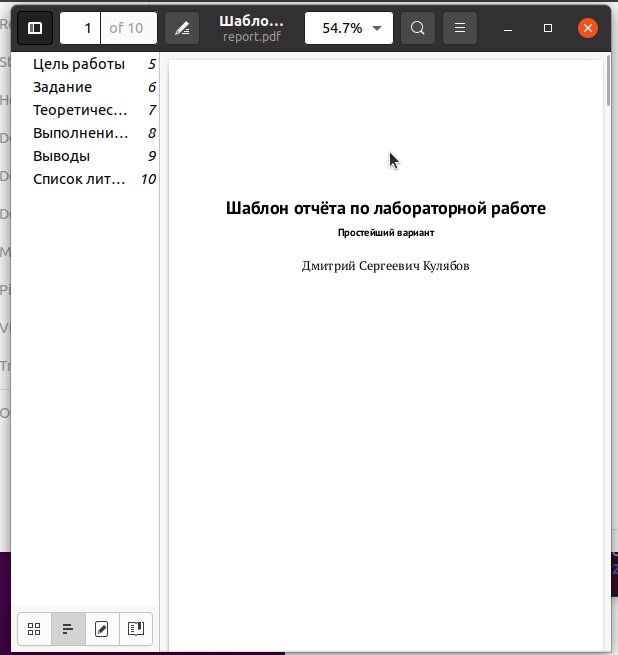 1 of 10
Шабло...
report.pdf
54.7%
Цель работы 5
Задание 6
Теоретичес... 7
Выполнени... 8
Выводы 9
Список лит... 10
Шаблон отчёта по лабораторной работе
Простейший вариант
Дмитрий Сергеевич Кулябов